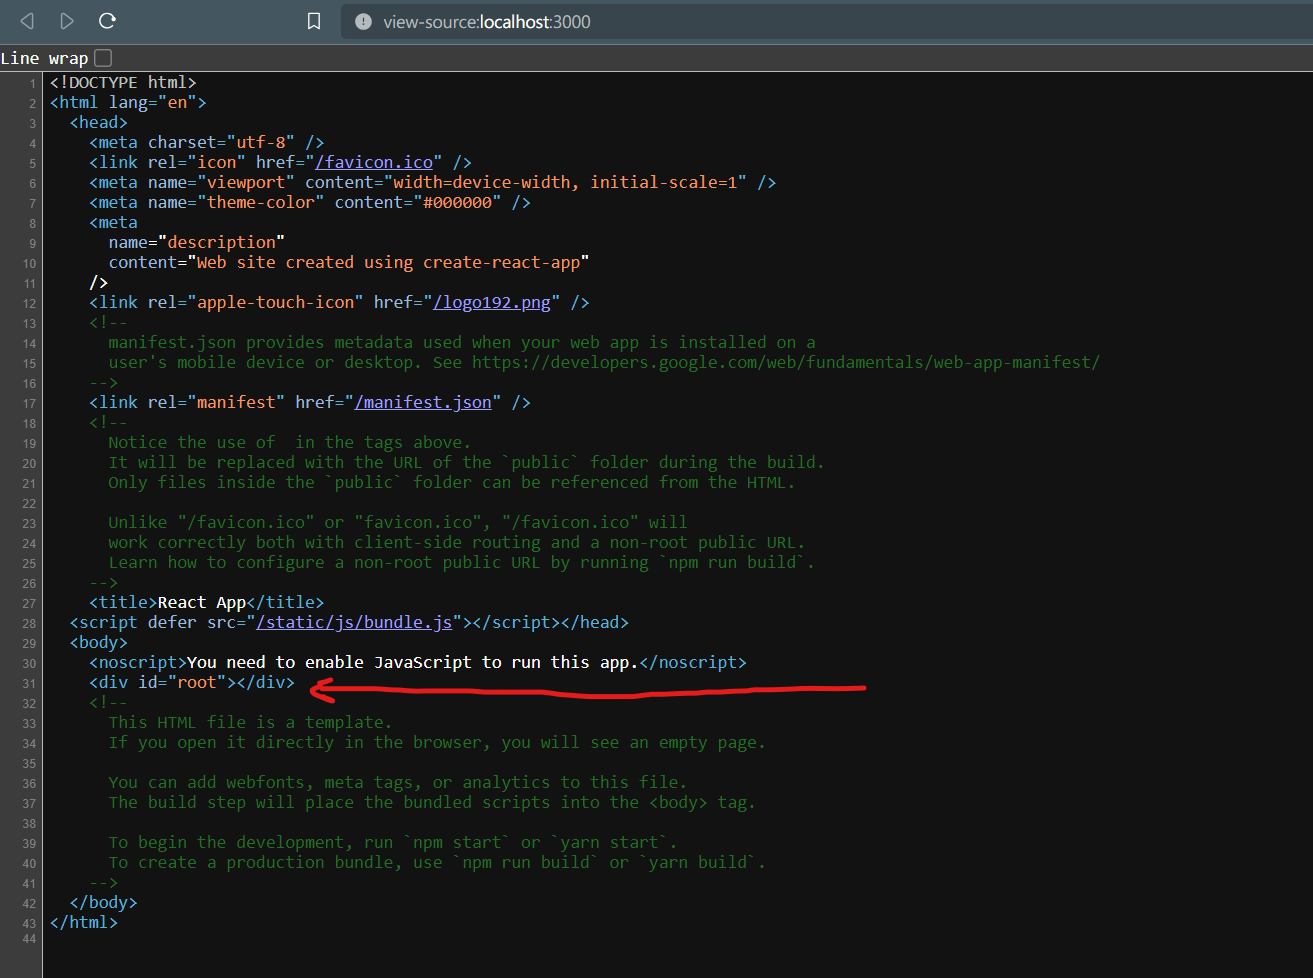 view-source:localhost:3000
Line wrap
1 <!DOCTYPE html>
2 <html lang="en">
3 <head>
4 <meta charset="utf-8" />
5 <link rel="icon" href="/favicon.ico" />
6 <meta name="viewport" content="width=device-width, initial-scale=1" />
7 <meta name="theme-color" content="#000000" />
8 <meta
9 name="description"
10 content="Web site created using create-react-app"
11 />
12 <link rel="apple-touch-icon" href="/logo192.png" />
13 <!--
14 manifest.json provides metadata used when your web app is installed on a
15 user's mobile device or desktop. See https://developers.google.com/web/fundamentals/web-app-manifest/
16 -->
17 <link rel="manifest" href="/manifest.json" />
18 <!--
19 Notice the use of  in the tags above.
20 It will be replaced with the URL of the `public` folder during the build.
21 Only files inside the `public` folder can be referenced from the HTML.
22
23 Unlike "/favicon.ico" or "favicon.ico", "/favicon.ico" will
24 work correctly both with client-side routing and a non-root public URL.
25 Learn how to configure a non-root public URL by running `npm run build`.
26 -->
27 <title>React App</title>
28 <script defer src="/static/js/bundle.js"></script></head>
29 <body>
30 <noscript>You need to enable JavaScript to run this app.</noscript>
31 <div id="root"></div>
32 <!--
33 This HTML file is a template.
34 If you open it directly in the browser, you will see an empty page.
35
36 You can add webfonts, meta tags, or analytics to this file.
37 The build step will place the bundled scripts into the <body> tag.
38
39 To begin the development, run `npm start` or `yarn start`.
40 To create a production bundle, use `npm run build` or `yarn build`.
41 -->
42 </body>
43 </html>
44